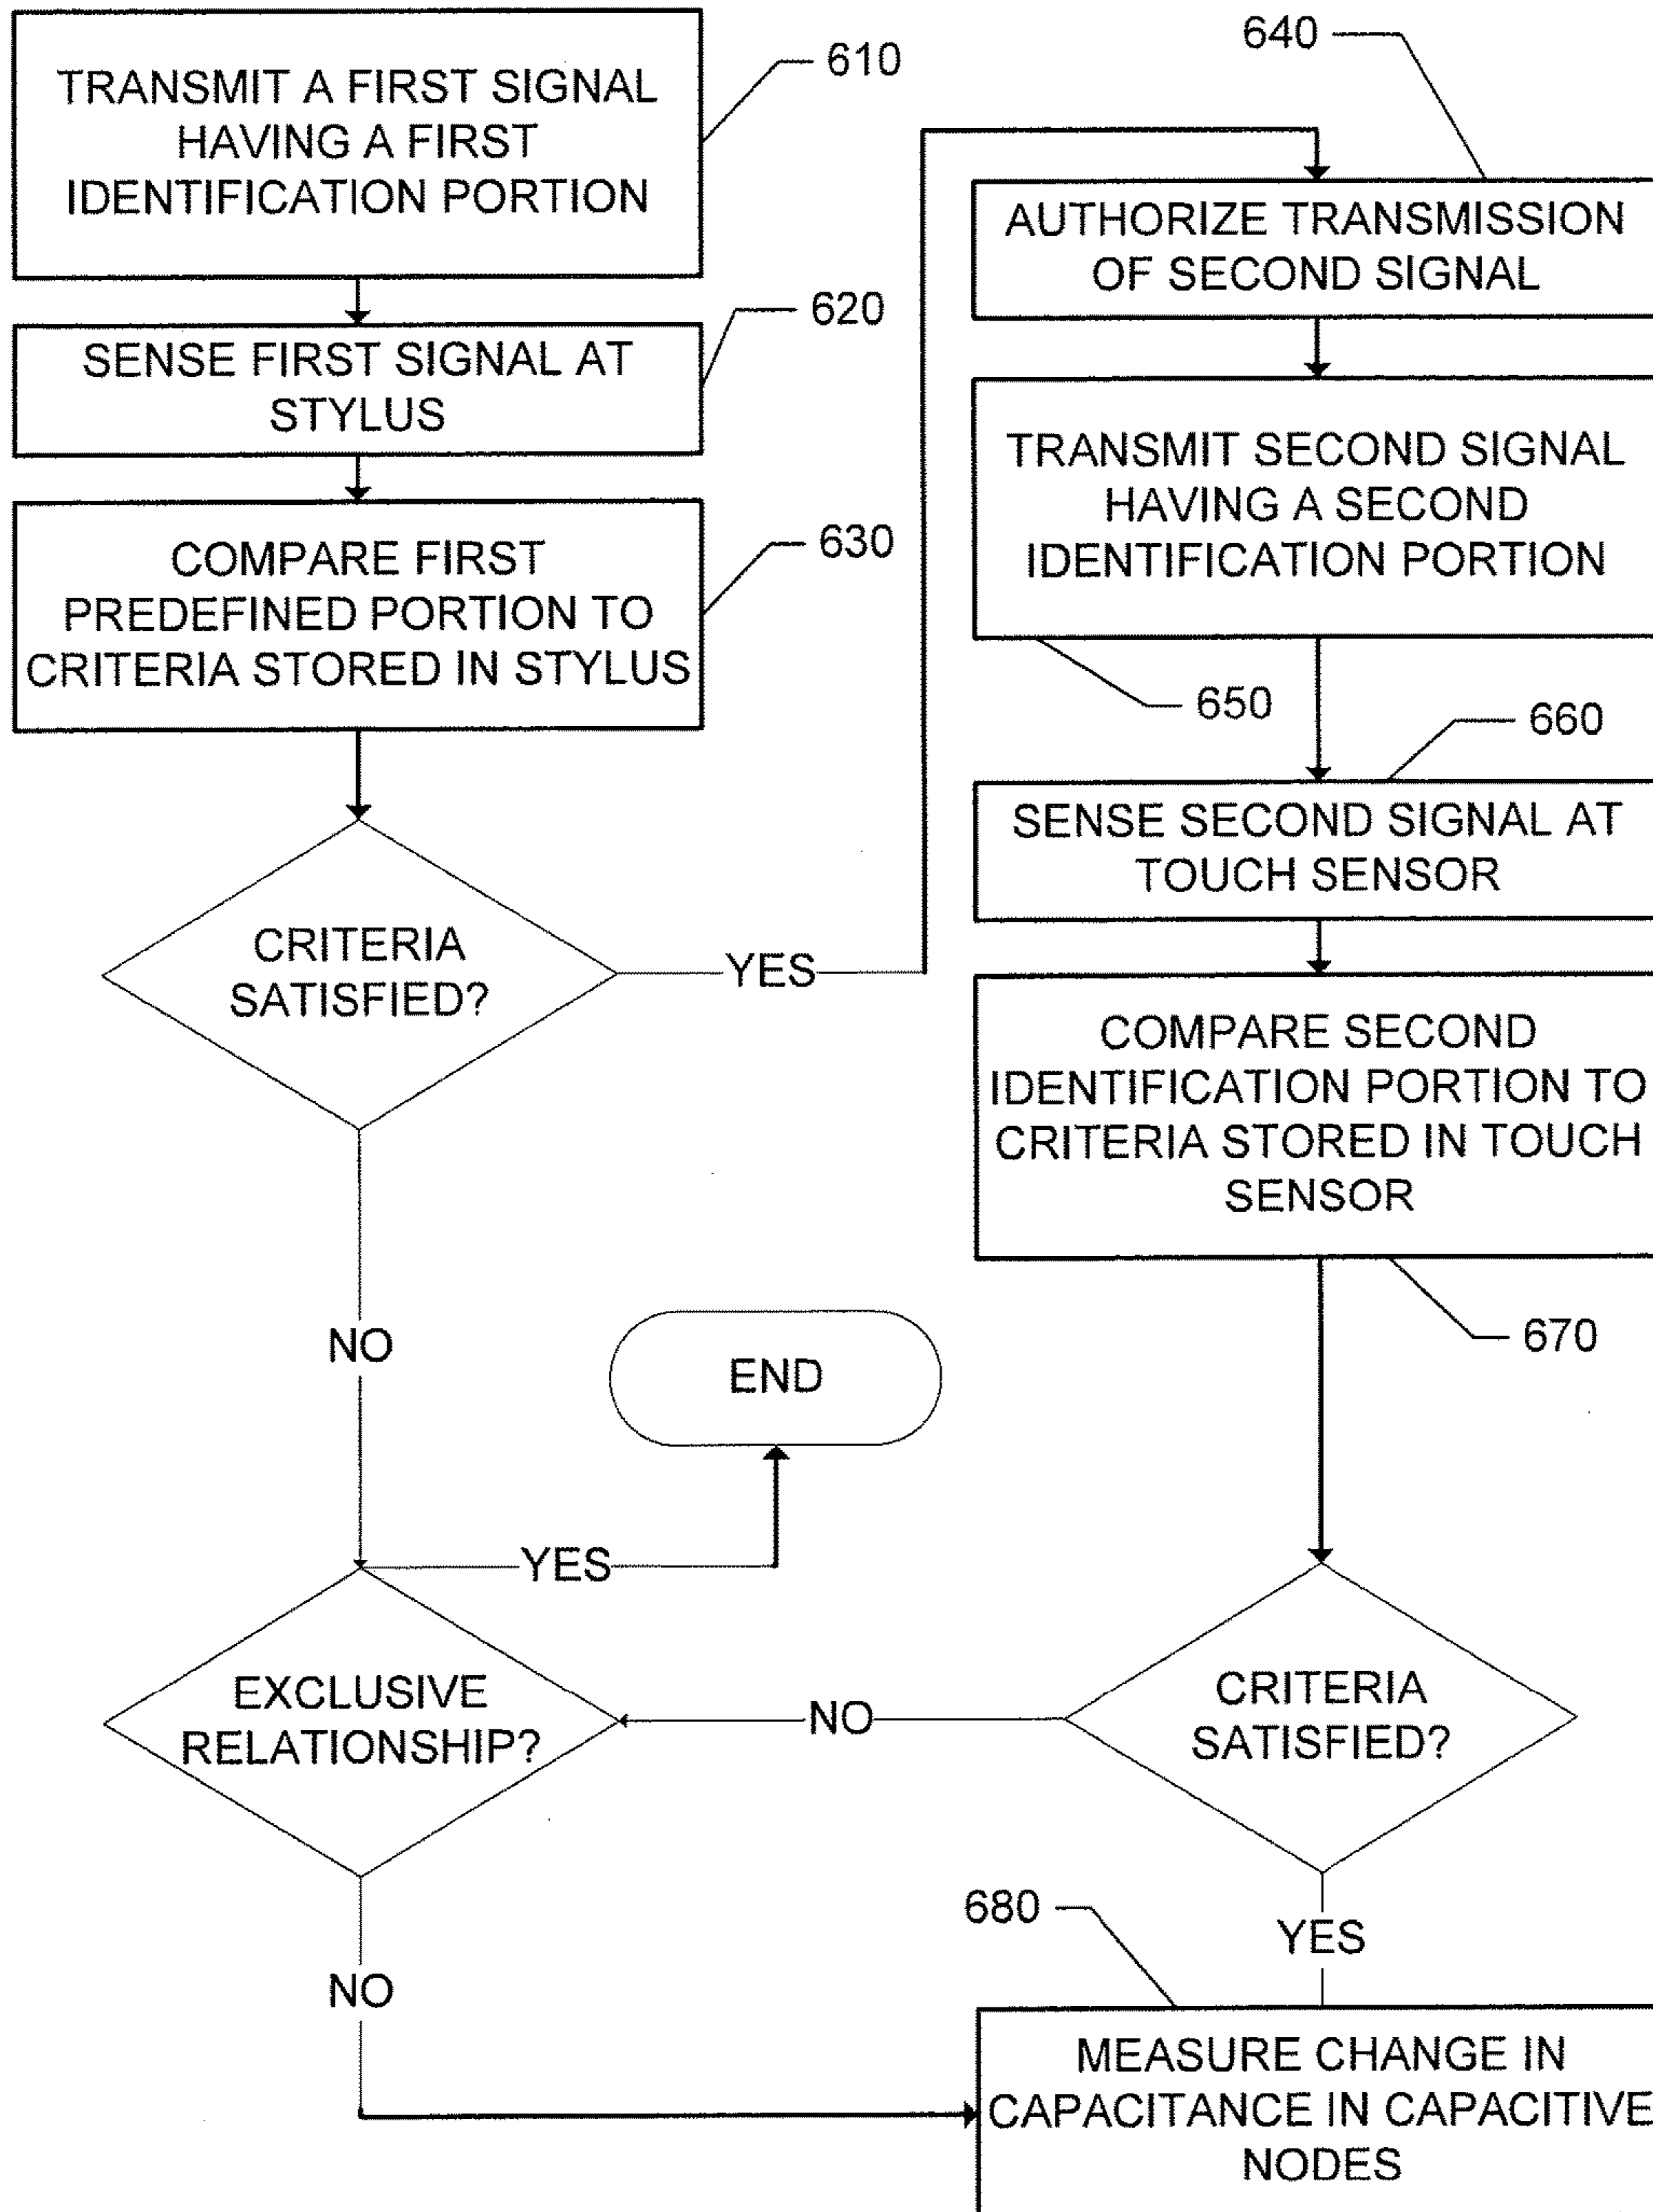 TRANSMIT A FIRST SIGNAL
HAVING A FIRST
IDENTIFICATION PORTION
610
SENSE FIRST SIGNAL AT
STYLUS
620
COMPARE FIRST
PREDEFINED PORTION TO
CRITERIA STORED IN STYLUS
630
CRITERIA
SATISFIED?
YES
NO
640
AUTHORIZE TRANSMISSION
OF SECOND SIGNAL
TRANSMIT SECOND SIGNAL
HAVING A SECOND
IDENTIFICATION PORTION
650
660
SENSE SECOND SIGNAL AT
TOUCH SENSOR
COMPARE SECOND
IDENTIFICATION PORTION TO
CRITERIA STORED IN TOUCH
SENSOR
670
END
YES
EXCLUSIVE
RELATIONSHIP?
NO
CRITERIA
SATISFIED?
NO
YES
680
MEASURE CHANGE IN
CAPACITANCE IN CAPACITIVE
NODES